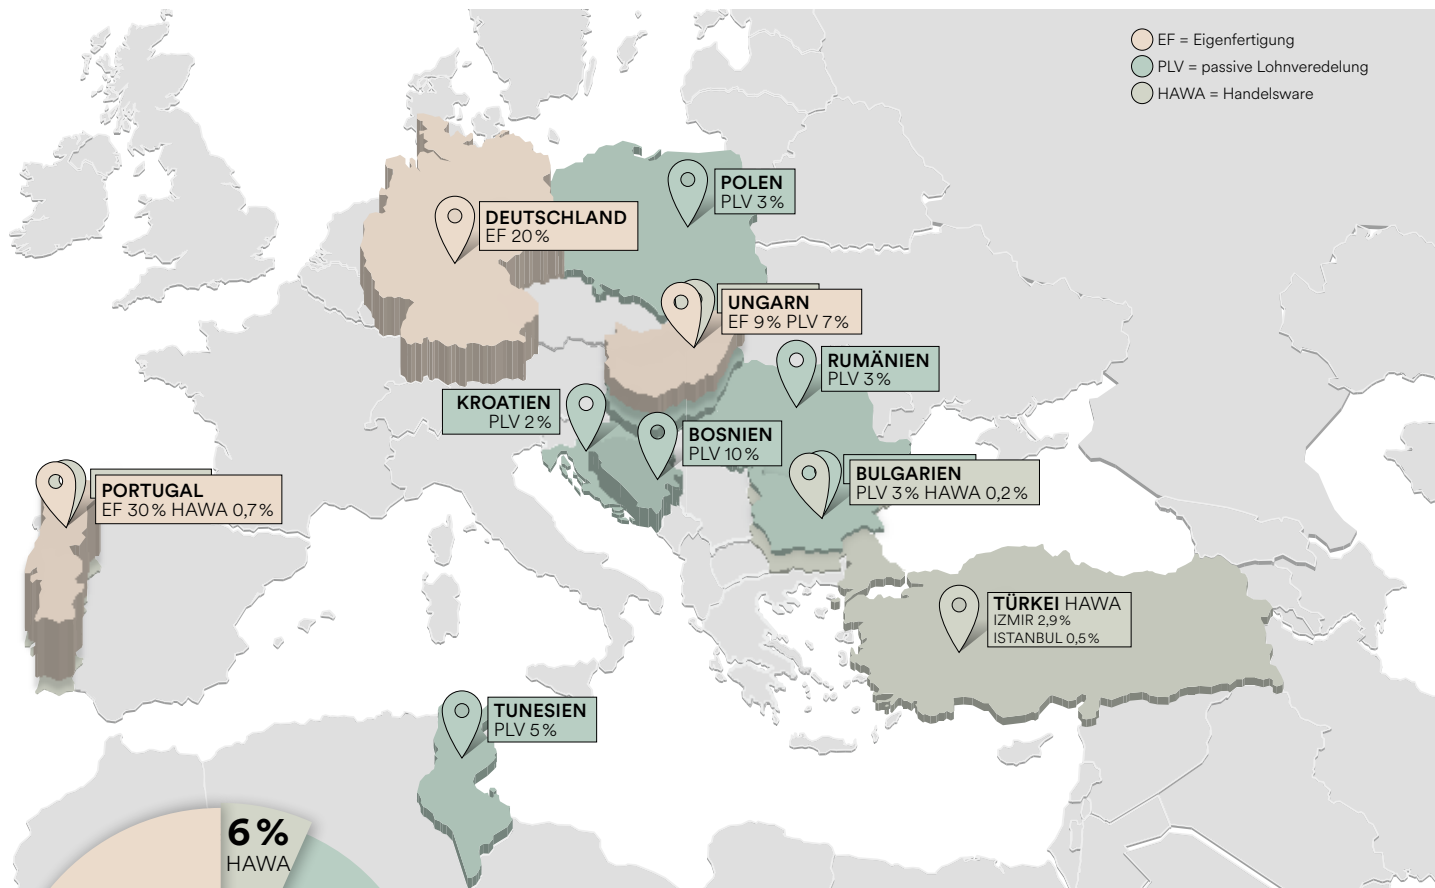 EF = Eigenfertigung
PLV = passive Lohnveredelung
HAWA = Handelsware
POLEN
PLV 3 %
DEUTSCHLAND
EF 20 %
UNGARN
EF 9 % PLV 7 %
RUMÄNIEN
PLV 3 %
KROATIEN
PLV 2 %
BOSNIEN
PLV 10 %
BULGARIEN
PLV 3 % HAWA 0,2 %
PORTUGAL
EF 30 % HAWA 0,7 %
TÜRKEI HAWA
IZMIR 2,9 %
ISTANBUL 0,5 %
TUNESIEN
PLV 5 %
6 %
HAWA